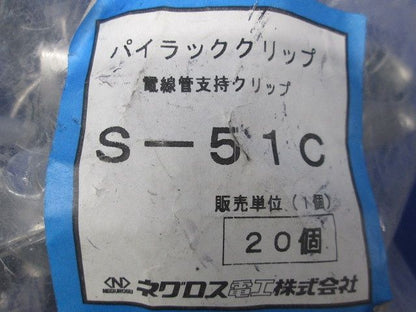 パイラッククリップ
電線管支持クリップ
S-51C
販売単位(1個)
20個
NEGUROSU
ネグロス電工株式会社